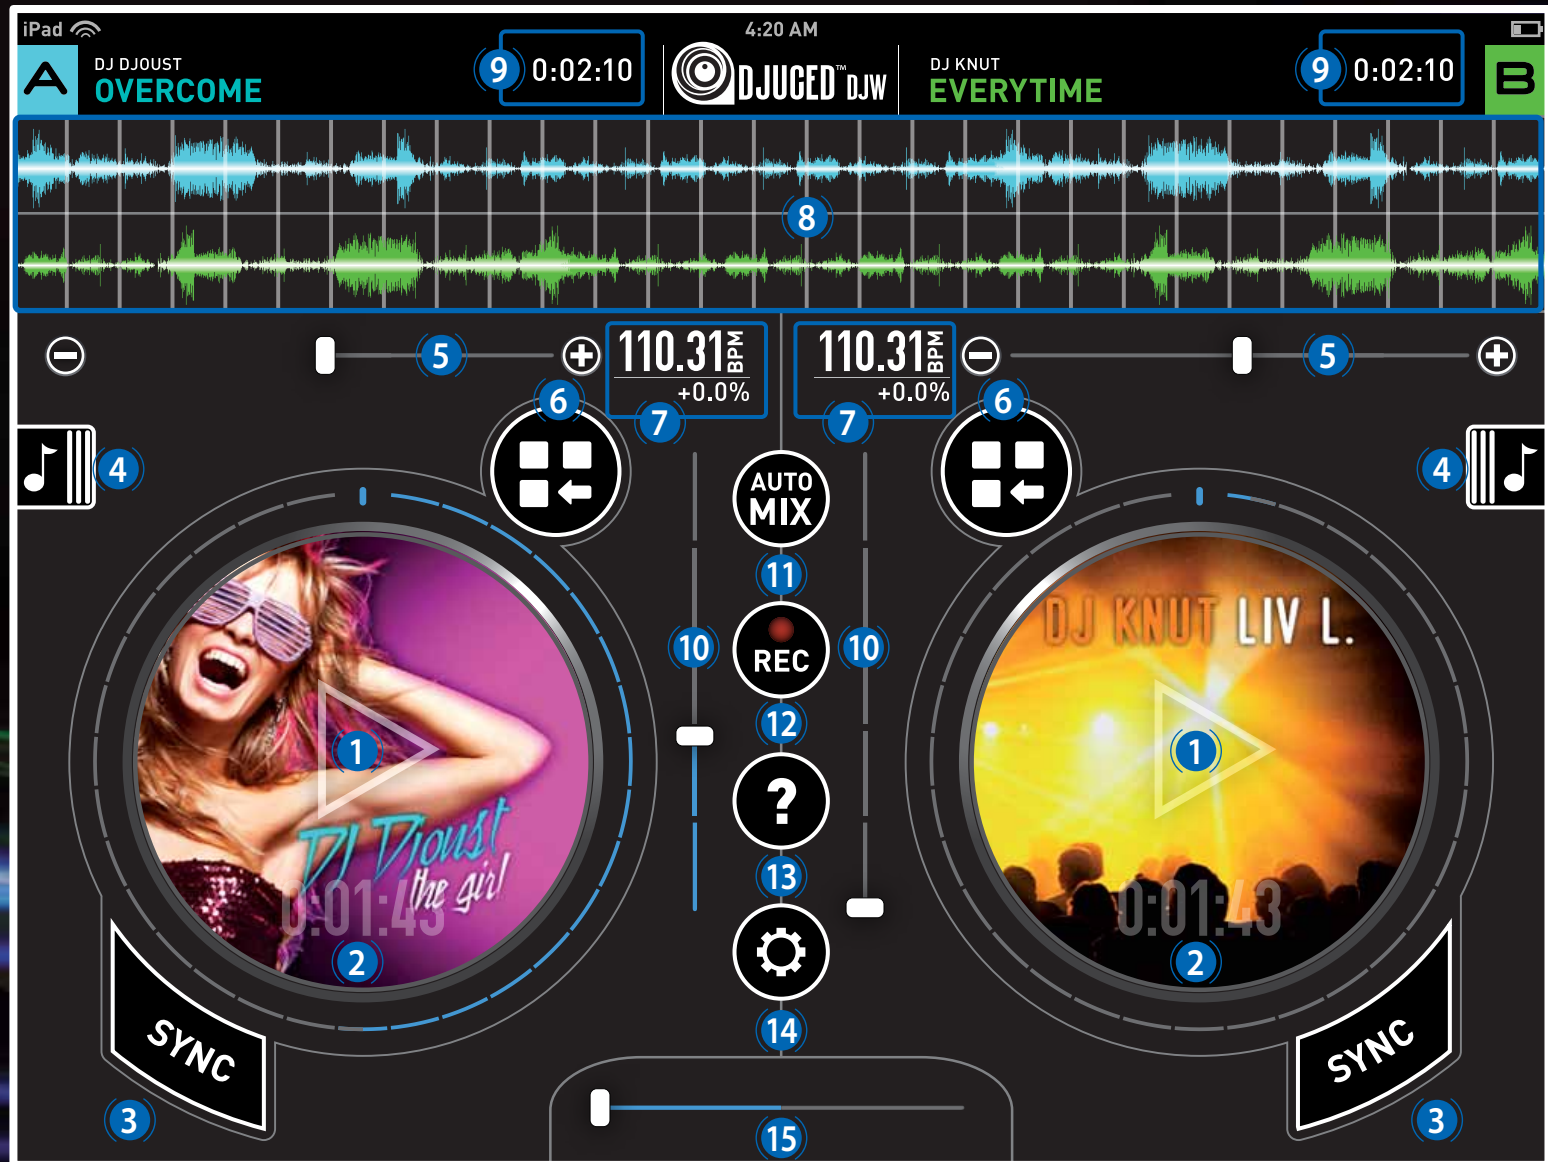 iPad 4:20 AM
A DJ DJOUST 9 0:02:10 DJUCED™ DJW DJ KNUT 9 0:02:10 B
OVERCOME EVERYTIME
8
5 110.31 BPM 110.31 BPM 5
+0.0% +0.0%
6 7 7 6
4 AUTO 4
MIX
11
DJ KNUT LIV L.
10 REC 10
12
1 ? 1
DJ Djoust
the girl
13
0:01:43 0:01:43
2 2
14
SYNC SYNC
3 15 3